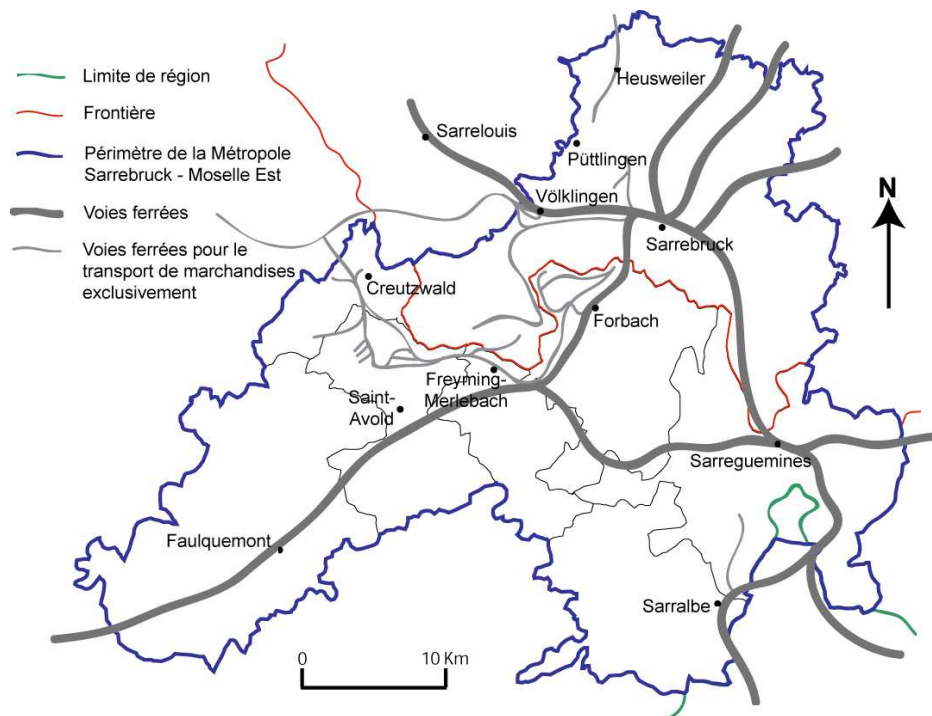 Limite de région
Frontière
Périmètre de la Métropole
Sarrebruck - Moselle Est
Voies ferrées
Voies ferrées pour le
transport de marchandises
exclusivement
Heusweiler
Sarrelouis
Püttlingen
Völklingen
N
Sarrebruck
Creutzwald
Forbach
Freyming-
Merlebach
Saint-
Avold
Sarreguemines
Faulquemont
Sarralbe
0 10 Km